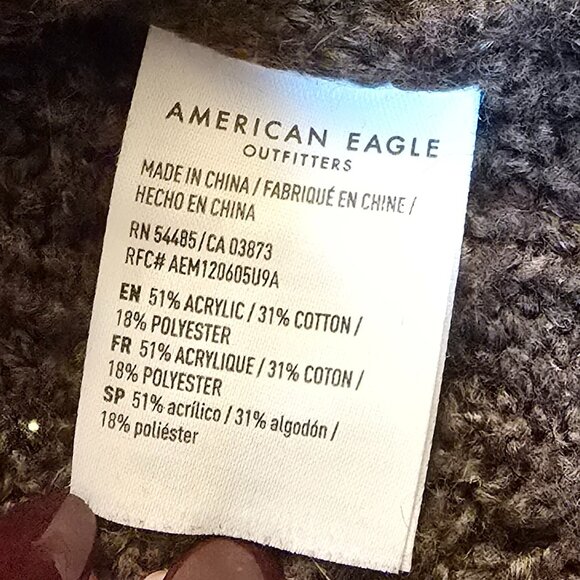 AMERICAN EAGLE
OUTFITTERS
MADE IN CHINA / FABRIQUÉ EN CHINE /
HECHO EN CHINA
RN 54485/CA 03873
RFC# AEM120605U9A
EN 51% ACRYLIC / 31% COTTON /
18% POLYESTER
FR 51% ACRYLIQUE / 31% COTON /
18% POLYESTER
SP 51% acrílico / 31% algodón /
18% poliéster